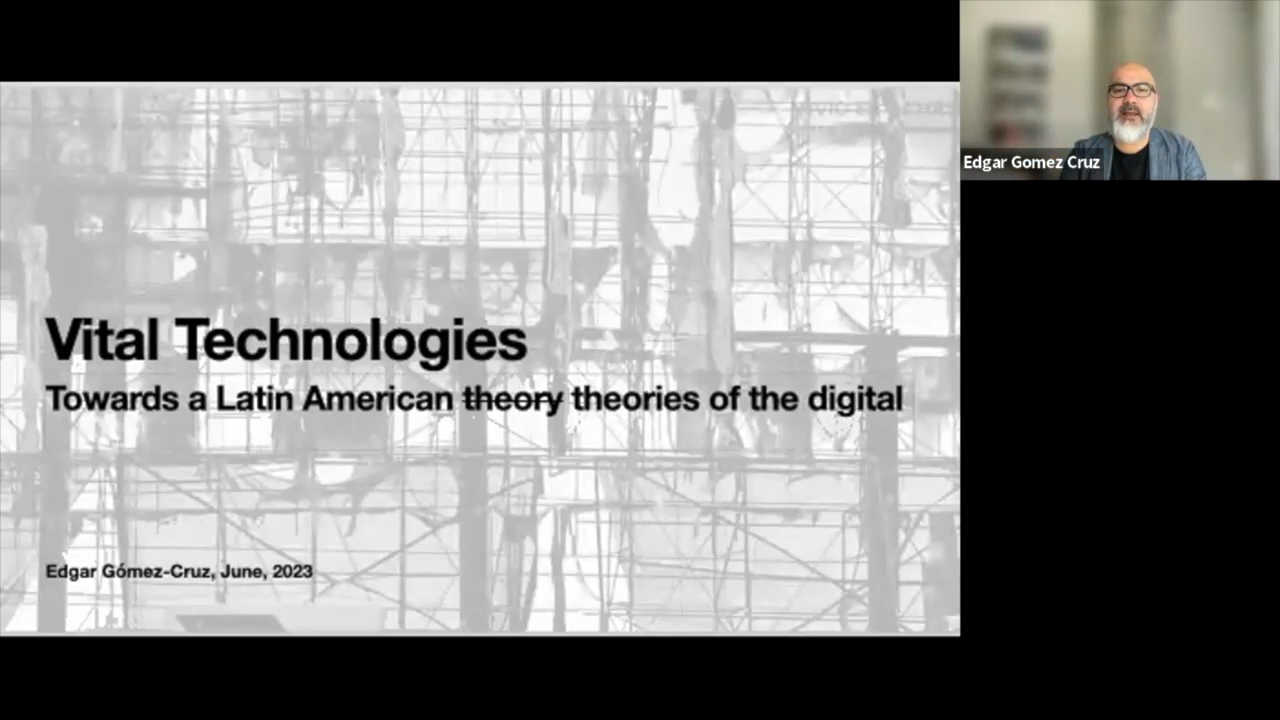 Vital Technologies
Towards a Latin American theory theories of the digital
Edgar Gómez-Cruz, June, 2023
Edgar Gomez Cruz